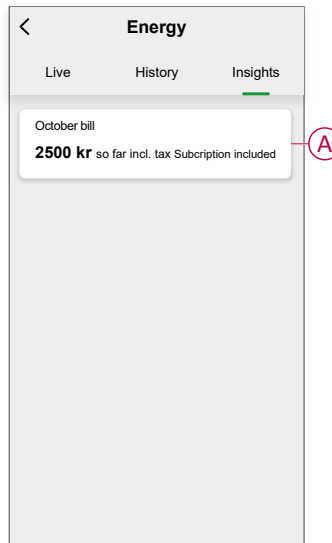 Energy
Live History Insights
October bill
2500 kr so far incl. tax Subcription included
A